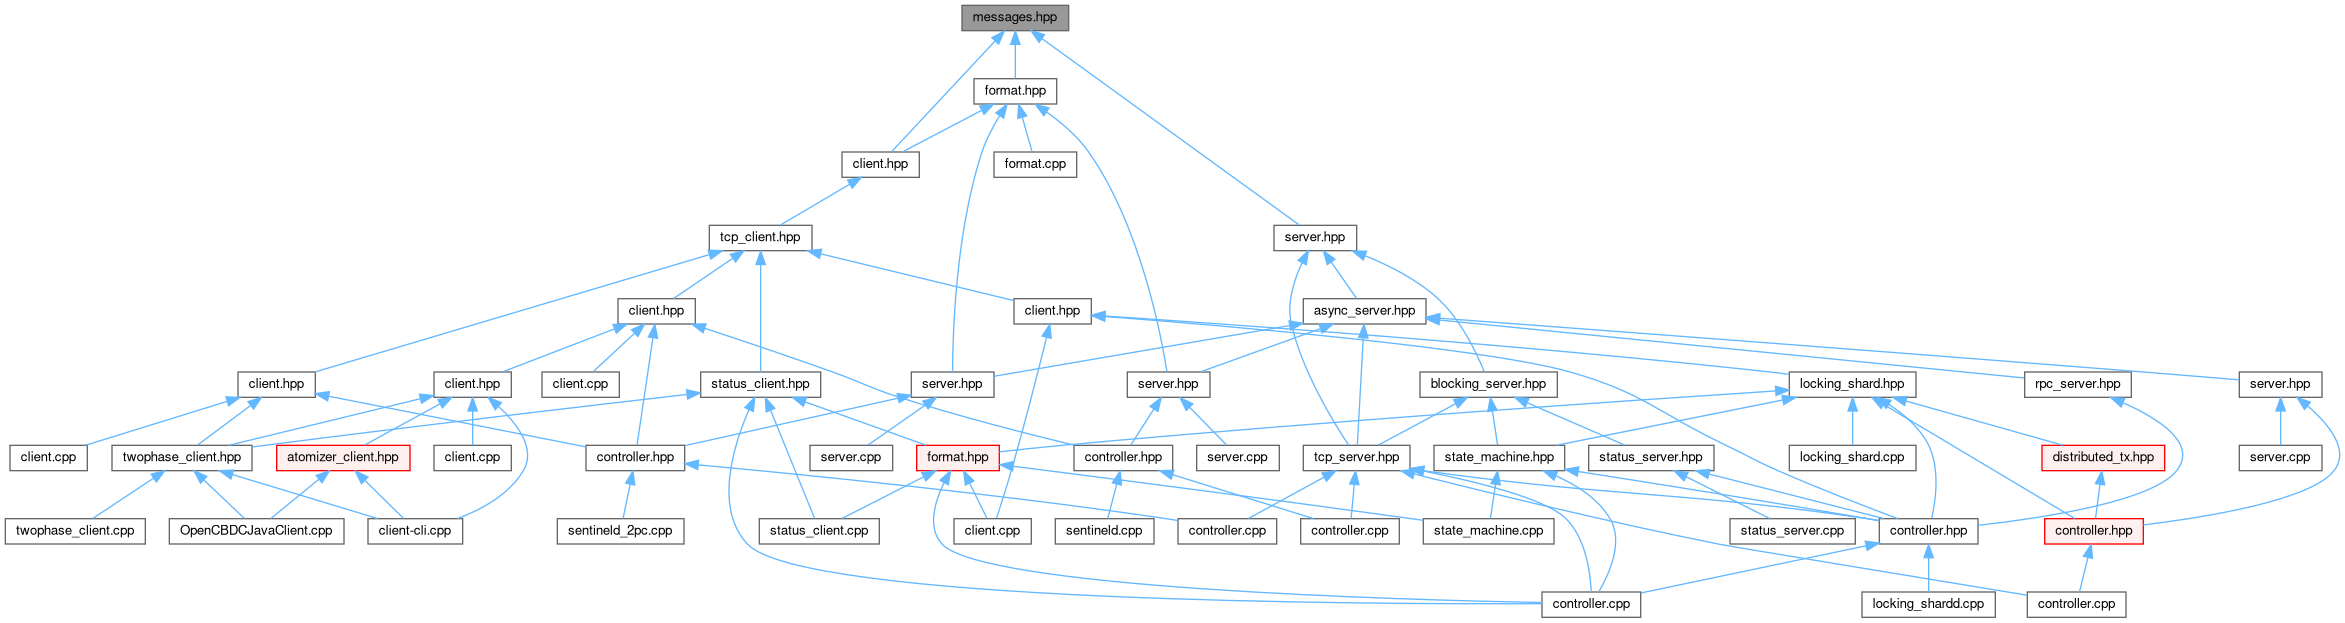 messages.hpp
format.hpp
client.hpp
format.cpp
tcp_client.hpp
server.hpp
client.hpp
client.hpp
async_server.hpp
client.hpp
client.hpp
client.cpp
status_client.hpp
server.hpp
server.hpp
blocking_server.hpp
locking_shard.hpp
rpc_server.hpp
server.hpp
client.cpp
twophase_client.hpp
atomizer_client.hpp
client.cpp
controller.hpp
server.cpp
format.hpp
controller.hpp
server.cpp
tcp_server.hpp
state_machine.hpp
status_server.hpp
locking_shard.cpp
distributed_tx.hpp
server.cpp
twophase_client.cpp
OpenCBDCJavaClient.cpp
client-cli.cpp
sentineld_2pc.cpp
status_client.cpp
client.cpp
sentineld.cpp
controller.cpp
controller.cpp
state_machine.cpp
status_server.cpp
controller.hpp
controller.hpp
controller.cpp
locking_shardd.cpp
controller.cpp